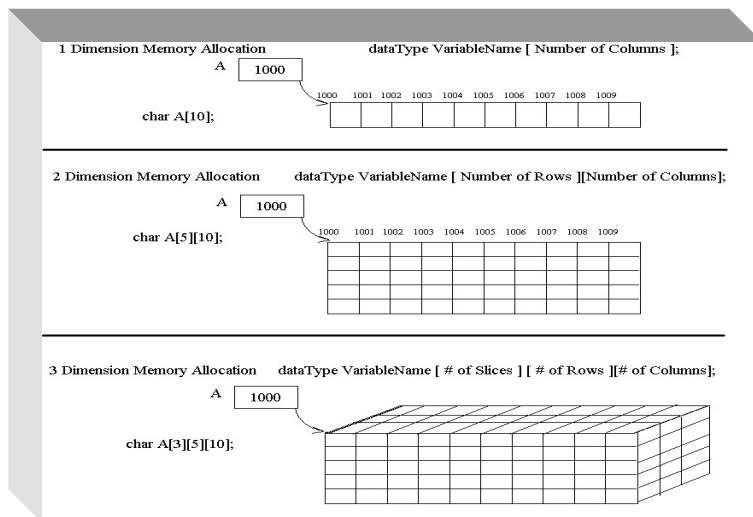 1 Dimension Memory Allocation dataType VariableName [ Number of Columns ];
A 1000
1000 1001 1002 1003 1004 1005 1006 1007 1008 1009
char A[10];
2 Dimension Memory Allocation dataType VariableName [ Number of Rows ][Number of Columns];
A 1000
1000 1001 1002 1003 1004 1005 1006 1007 1008 1009
char A[5][10];
3 Dimension Memory Allocation dataType VariableName [ # of Slices ] [ # of Rows ][# of Columns];
A 1000
char A[3][5][10];